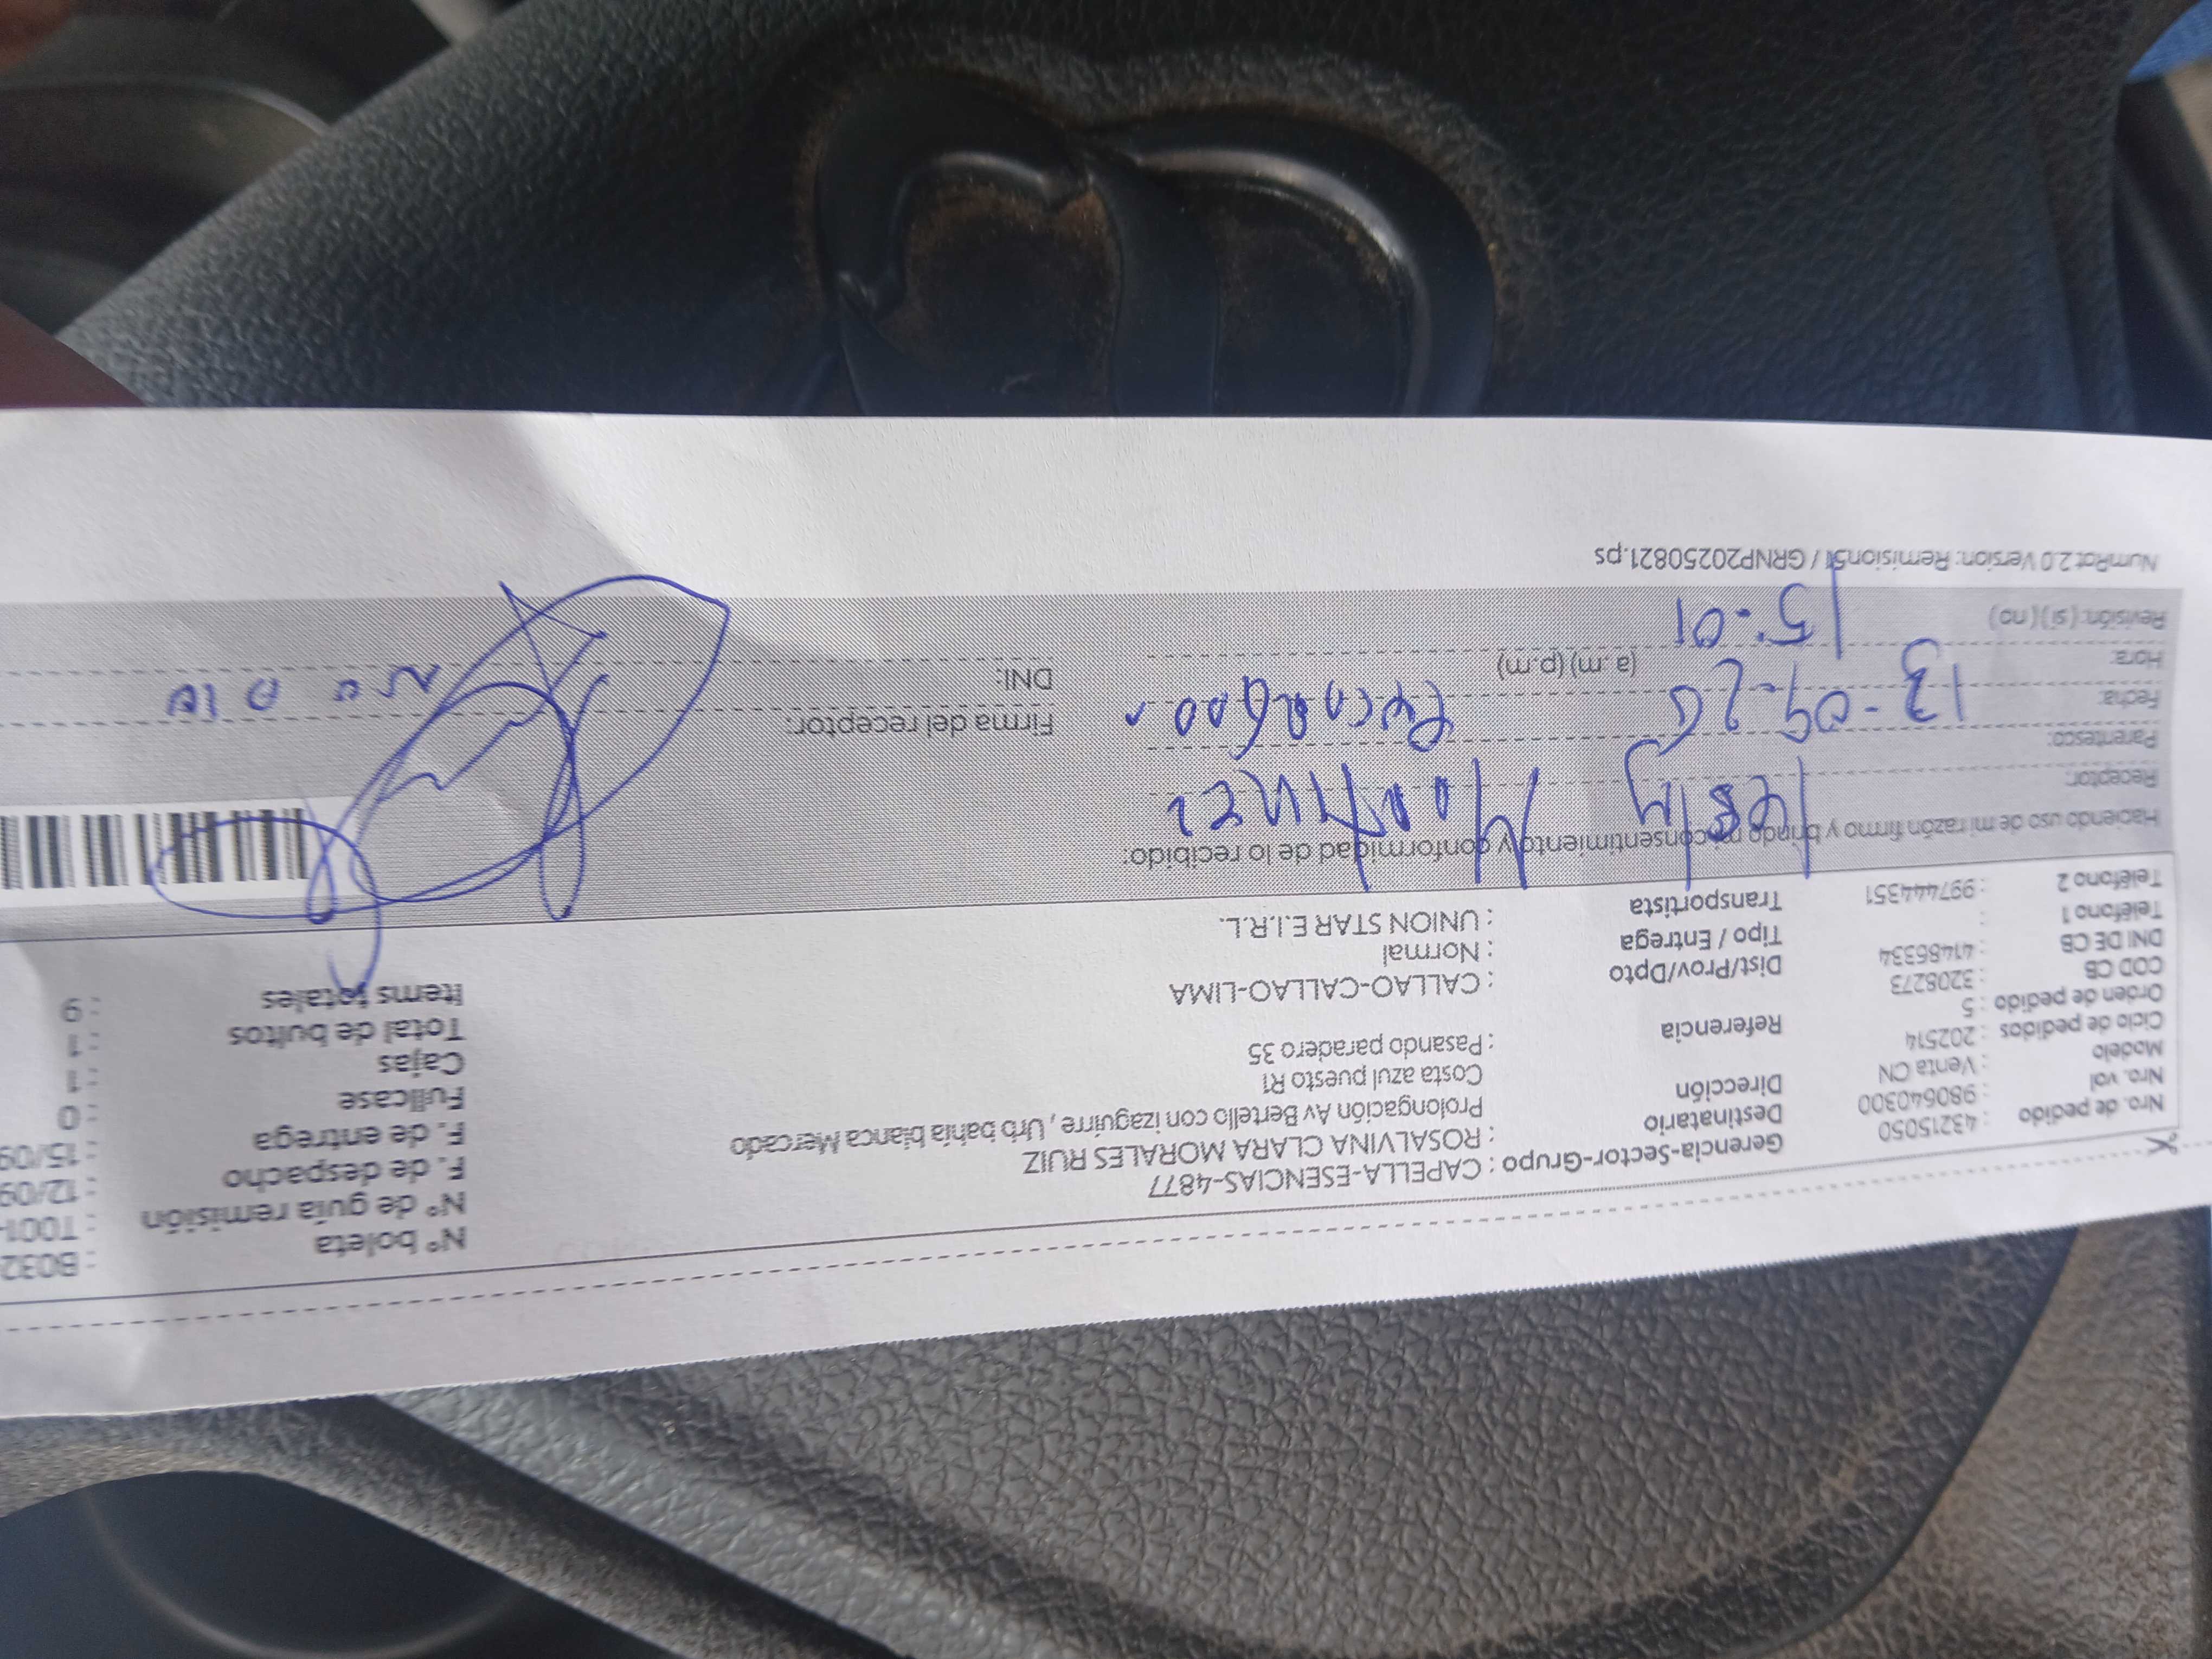 Nro. de pedido : 43215050
Nro. vol : 980640300
Modelo : Venta CN
Ciclo de pedidos : 202514
Orden de pedido : 5
COD CB : 3208273
DNI DE CB : 41486334
Teléfono 1 :
Teléfono 2 : 997444351
Gerencia-Sector-Grupo : CAPELLA-ESENCIAS-4877
Destinatario : ROSALVINA CLARA MORALES RUIZ
Dirección Prolongación Av Bertello con izaguirre , Urb bahía blanca Mercado
Costa azul puesto R1
Referencia : Pasando paradero 35
Dist/Prov/Dpto : CALLAO-CALLAO-LIMA
Tipo / Entrega : Normal
Transportista : UNION STAR E.I.R.L.
N° boleta : B032
N° de guía remisión : T001-
F. de despacho : 12/09
F. de entrega : 15/09
Fullcase : 0
Cajas : 1
Total de bultos : 1
Items totales : 9
Haciendo uso de mi razón firmo y brindo mi consentimiento y conformidad de lo recibido:
Receptor:
Parentesco:
Fecha: 13-09-25
Hora: 15:01 (a.m) (p.m)
Revisión: (si) (no)
Firma del receptor:
DNI:
NumRot 2.0 Version: Remision51 / GRNP20250821.ps